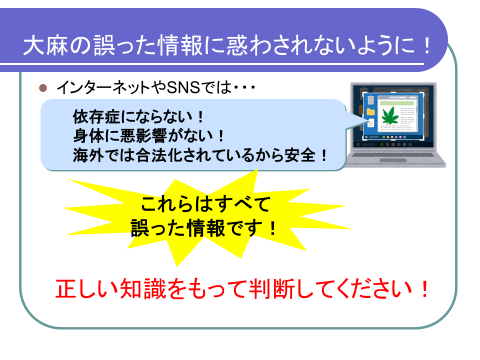 大麻の誤った情報に惑わされないように！
インターネットやSNSでは・・・
依存症にならない！
身体に悪影響がない！
海外では合法化されているから安全！
これらはすべて
誤った情報です！
正しい知識をもって判断してください！